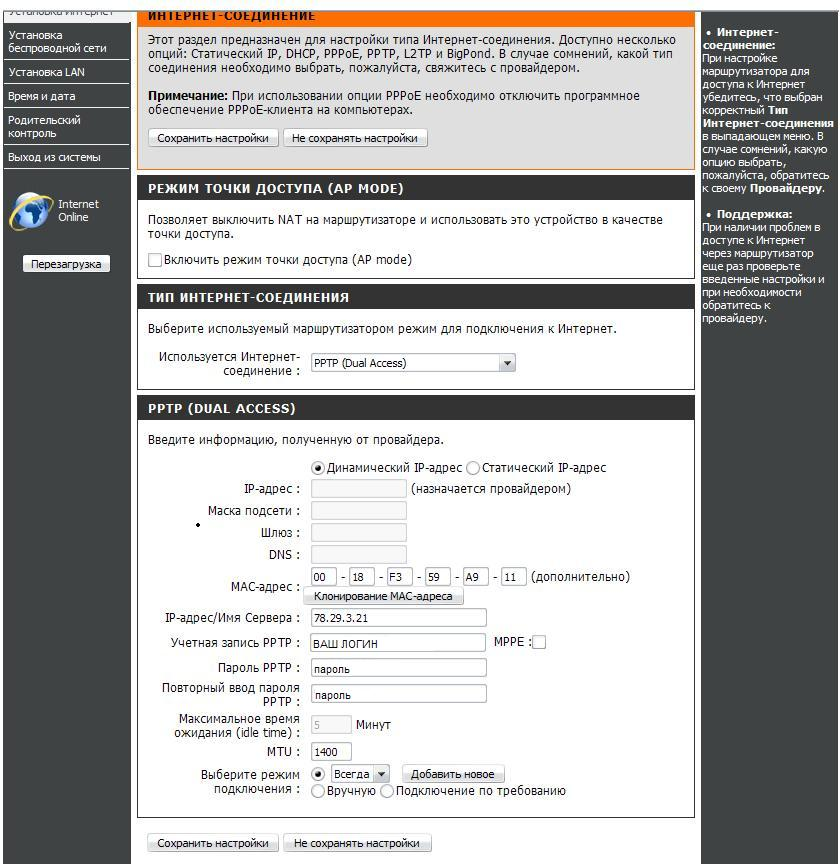 Установка Интернет
Установка
беспроводной сети
Установка LAN
Время и дата
Родительский
контроль
Выход из системы
Internet
Online
Перезагрузка
ИНТЕРНЕТ-СОЕДИНЕНИЕ
Этот раздел предназначен для настройки типа Интернет-соединения. Доступно несколько
опций: Статический IP, DHCP, PPPoE, PPTP, L2TP и BigPond. В случае сомнений, какой тип
соединения необходимо выбрать, пожалуйста, свяжитесь с провайдером.
Примечание: При использовании опции PPPoE необходимо отключить программное
обеспечение PPPoE-клиента на компьютерах.
Сохранить настройки Не сохранять настройки
РЕЖИМ ТОЧКИ ДОСТУПА (AP MODE)
Позволяет выключить NAT на маршрутизаторе и использовать это устройство в качестве
точки доступа.
Включить режим точки доступа (AP mode)
ТИП ИНТЕРНЕТ-СОЕДИНЕНИЯ
Выберите используемый маршрутизатором режим для подключения к Интернет.
Используется Интернет-
соединение : PPTP (Dual Access)
PPTP (DUAL ACCESS)
Введите информацию, полученную от провайдера.
Динамический IP-адрес Статический IP-адрес
IP-адрес : (назначается провайдером)
Маска подсети :
Шлюз :
DNS :
МАС-адрес : 00 - 18 - F3 - 59 - A9 - 11 (дополнительно)
Клонирование МАС-адреса
IP-адрес/Имя Сервера : 78.29.3.21
Учетная запись PPTP : ВАШ ЛОГИН MPPE :
Пароль PPTP : пароль
Повторный ввод пароля
PPTP : пароль
Максимальное время
ожидания (idle time) : 5 Минут
MTU : 1400
Выберите режим
подключения : Всегда Добавить новое
Вручную Подключение по требованию
Сохранить настройки Не сохранять настройки
• Интернет-
соединение:
При настройке
маршрутизатора для
доступа к Интернет
убедитесь, что выбран
корректный Тип
Интернет-соединения
в выпадающем меню. В
случае сомнений, какую
опцию выбрать,
пожалуйста, обратитесь
к своему Провайдеру.
• Поддержка:
При наличии проблем в
доступе к Интернет
через маршрутизатор
еще раз проверьте
введенные настройки и
при необходимости
обратитесь к
провайдеру.